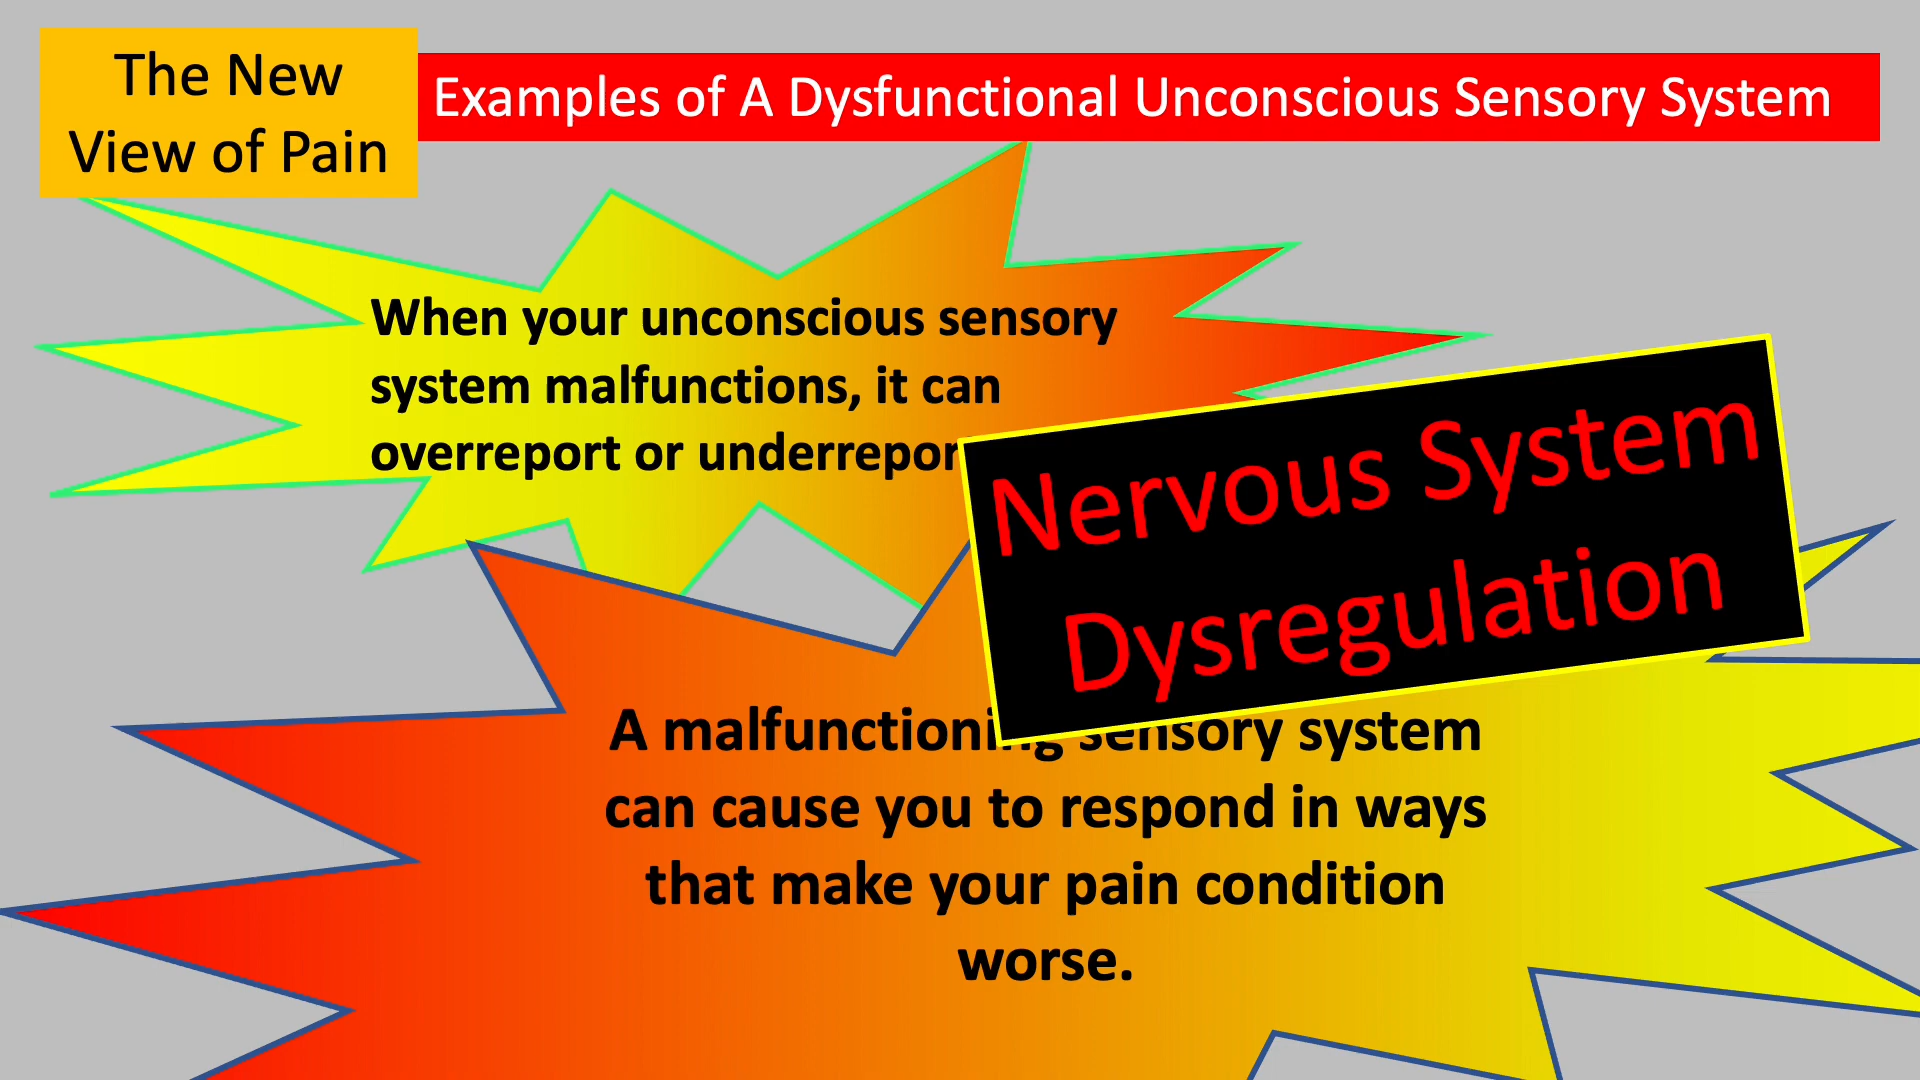 The New
View of Pain
Examples of A Dysfunctional Unconscious Sensory System
When your unconscious sensory
system malfunctions, it can
overreport or
Nervous System
Dysregulation
A malfunctioning sensory system
can cause you to respond in ways
that make your pain condition
worse.